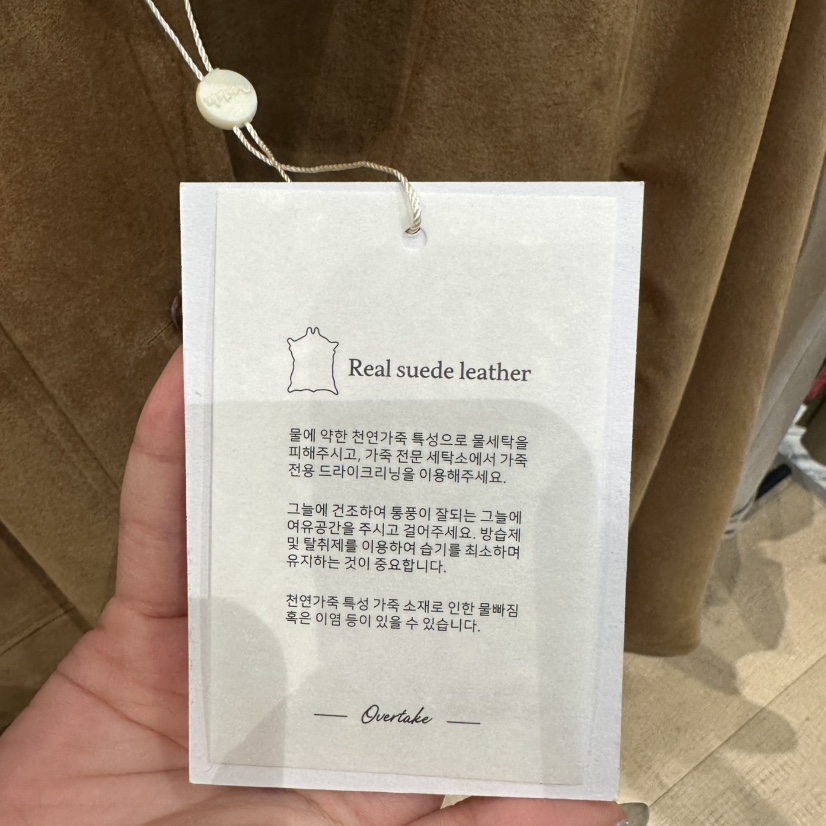 Real suede leather
물에 약한 천연가죽 특성으로 물세탁을
피해주시고, 가죽 전문 세탁소에서 가죽
전용 드라이크리닝을 이용해주세요.
그늘에 건조하여 통풍이 잘되는 그늘에
여유공간을 주시고 걸어주세요. 방습제
및 탈취제를 이용하여 습기를 최소하며
유지하는 것이 중요합니다.
천연가죽 특성 가죽 소재로 인한 물빠짐
혹은 이염 등이 있을 수 있습니다.
Overtake